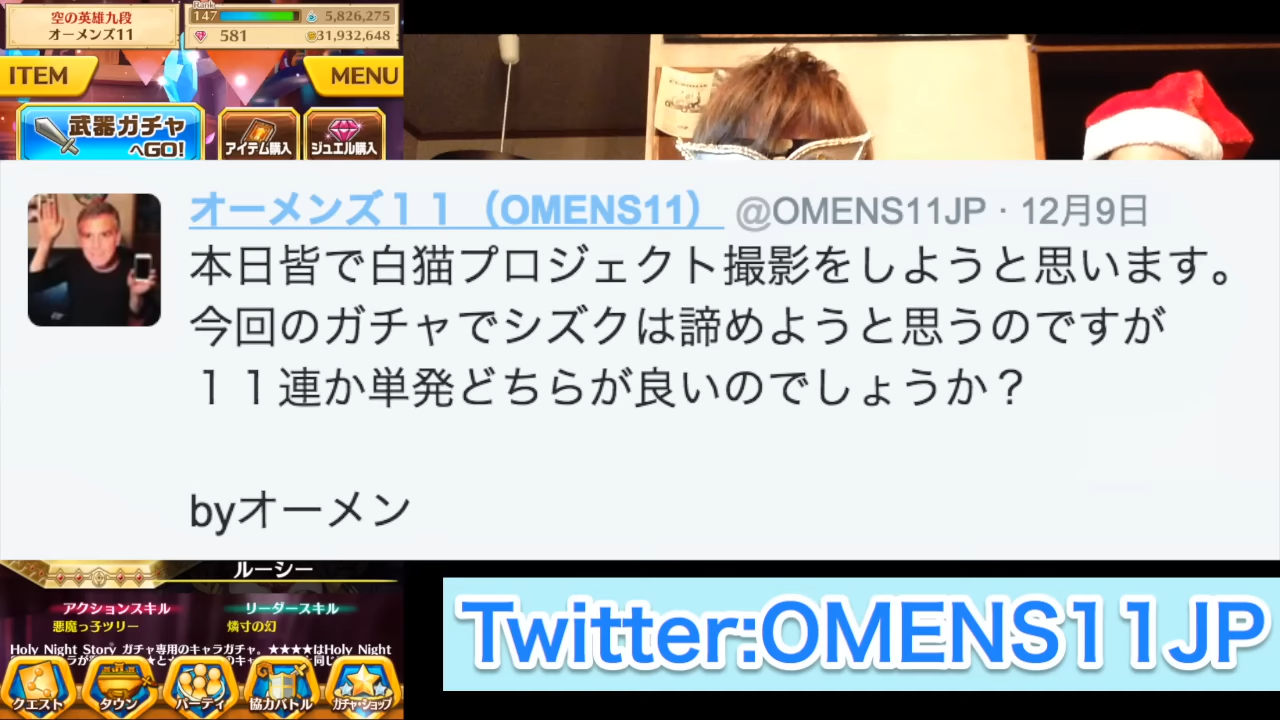 空の英雄九段
オーメンズ11
Rank
147
5,826,275
581
31,932,648
ITEM
MENU
武器ガチャ
へGO!
アイテム購入
ジュエル購入
オーメンズ１１（OMENS11） @OMENS11JP · 12月9日
本日皆で白猫プロジェクト撮影をしようと思います。
今回のガチャでシズクは諦めようと思うのですが
１１連か単発どちらが良いのでしょうか？
byオーメン
ルーシー
アクションスキル
リーダースキル
悪魔っ子ツリー
燐寸の幻
Holy Night Story ガチャ専用のキャラガチャ。★★★★はHoly Night
クエスト
タウン
パーティ
協力バトル
ガチャ・ショップ
Twitter:OMENS11JP